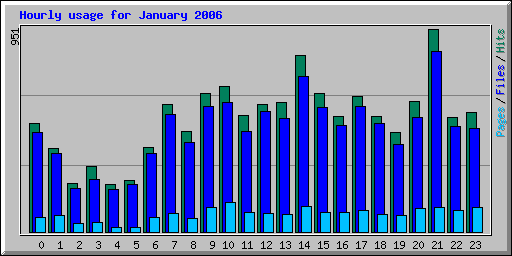 Hourly usage for January 2006
951
Pages / Files / Hits
0 1 2 3 4 5 6 7 8 9 10 11 12 13 14 15 16 17 18 19 20 21 22 23